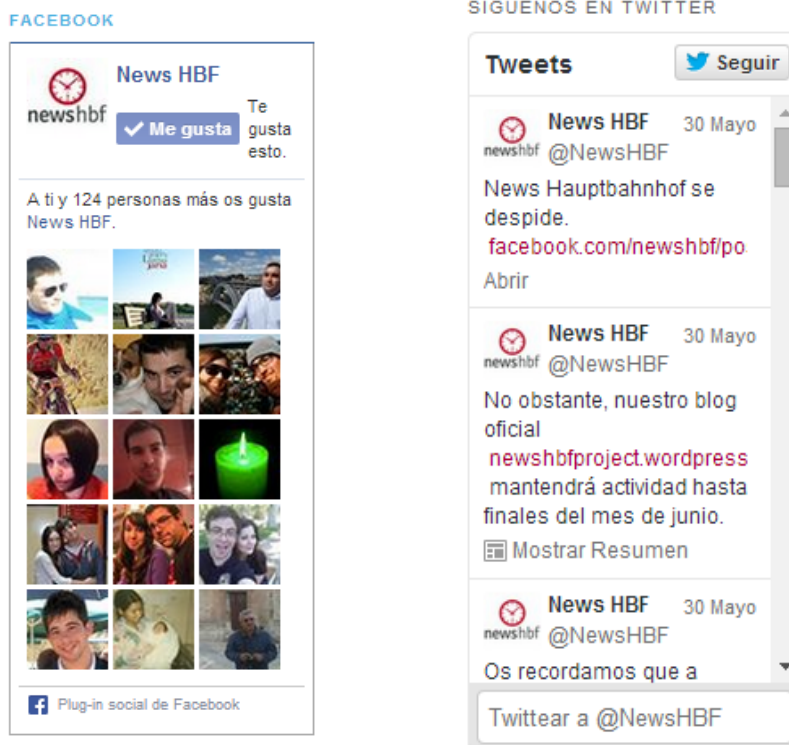 FACEBOOK
newshbf
News HBF
Me gusta
Te
gusta
esto.
A ti y 124 personas más os gusta
News HBF.
Plug-in social de Facebook
SÍGUENOS EN TWITTER
Tweets
Seguir
newshbf
News HBF 30 Mayo
@NewsHBF
News Hauptbahnhof se
despide.
facebook.com/newshbf/po
Abrir
newshbf
News HBF 30 Mayo
@NewsHBF
No obstante, nuestro blog
oficial
newshbfproject.wordpress
mantendrá actividad hasta
finales del mes de junio.
Mostrar Resumen
newshbf
News HBF 30 Mayo
@NewsHBF
Os recordamos que a
Twittear a @NewsHBF